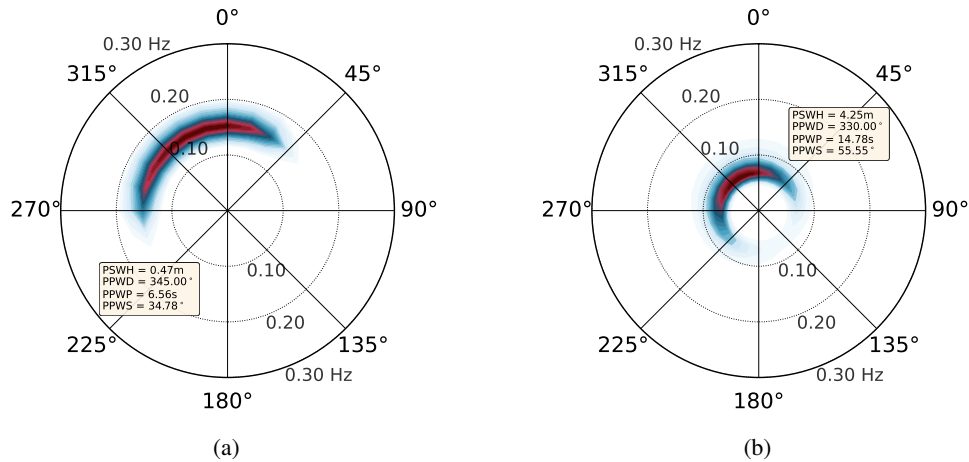 0°
0.30 Hz
315°
45°
0.20
0.10
270°
90°
0.10
PSWH = 0.47m
PPWD = 345.00°
PPWP = 6.56s
PPWS = 34.78°
0.20
225°
135°
0.30 Hz
180°
(a)
0°
0.30 Hz
315°
45°
0.20
PSWH = 4.25m
PPWD = 330.00°
PPWP = 14.78s
PPWS = 55.55°
0.10
270°
90°
0.10
0.20
225°
135°
0.30 Hz
180°
(b)